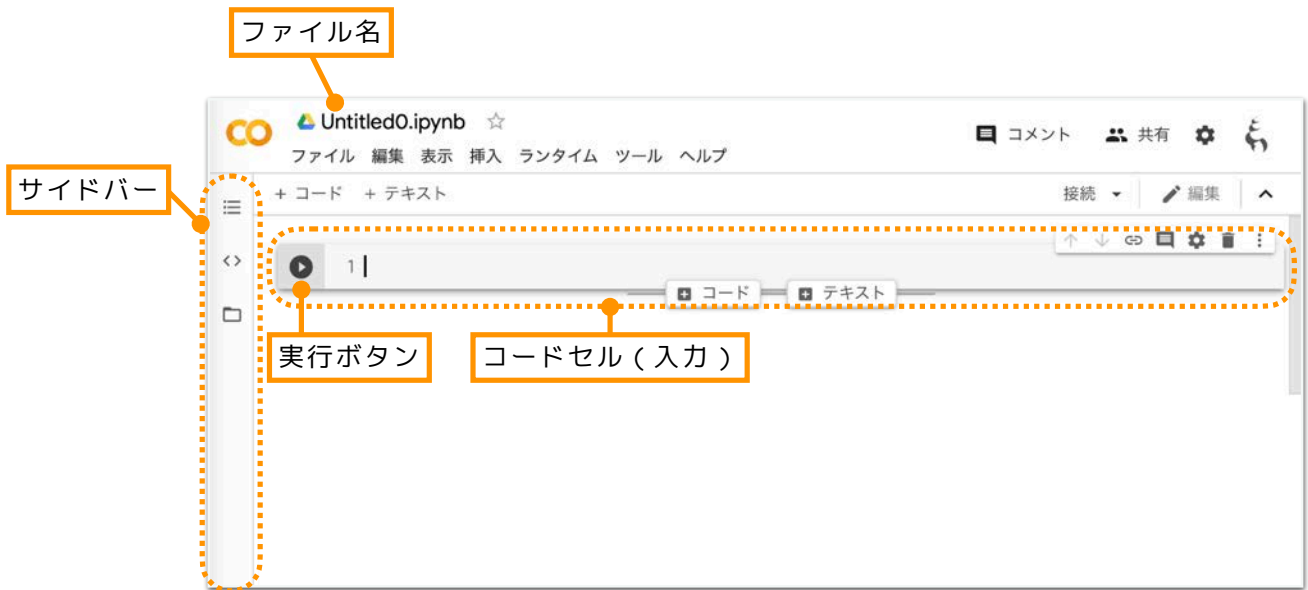 ファイル名
Untitled0.ipynb
コメント 共有
ファイル 編集 表示 挿入 ランタイム ツール ヘルプ
サイドバー
+ コード + テキスト
接続 編集
1
コード テキスト
実行ボタン
コードセル(入力)